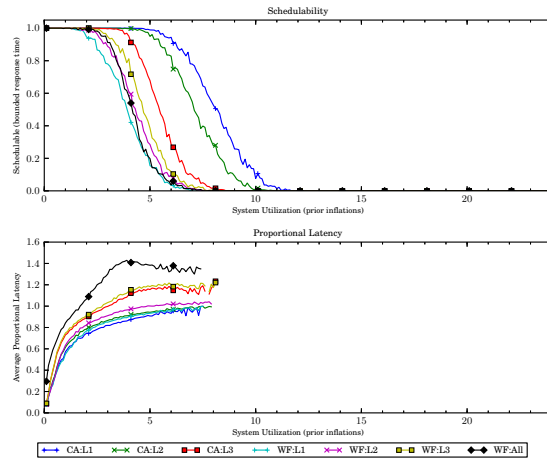 Schedulability
Schedulable (bounded response time)
1.0
0.8
0.6
0.4
0.2
0.0
0 5 10 15 20
System Utilization (prior inflations)
Proportional Latency
Average Proportional Latency
1.6
1.4
1.2
1.0
0.8
0.6
0.4
0.2
0.0
0 5 10 15 20
System Utilization (prior inflations)
CA:L1 CA:L2 CA:L3 WF:L1 WF:L2 WF:L3 WF:All